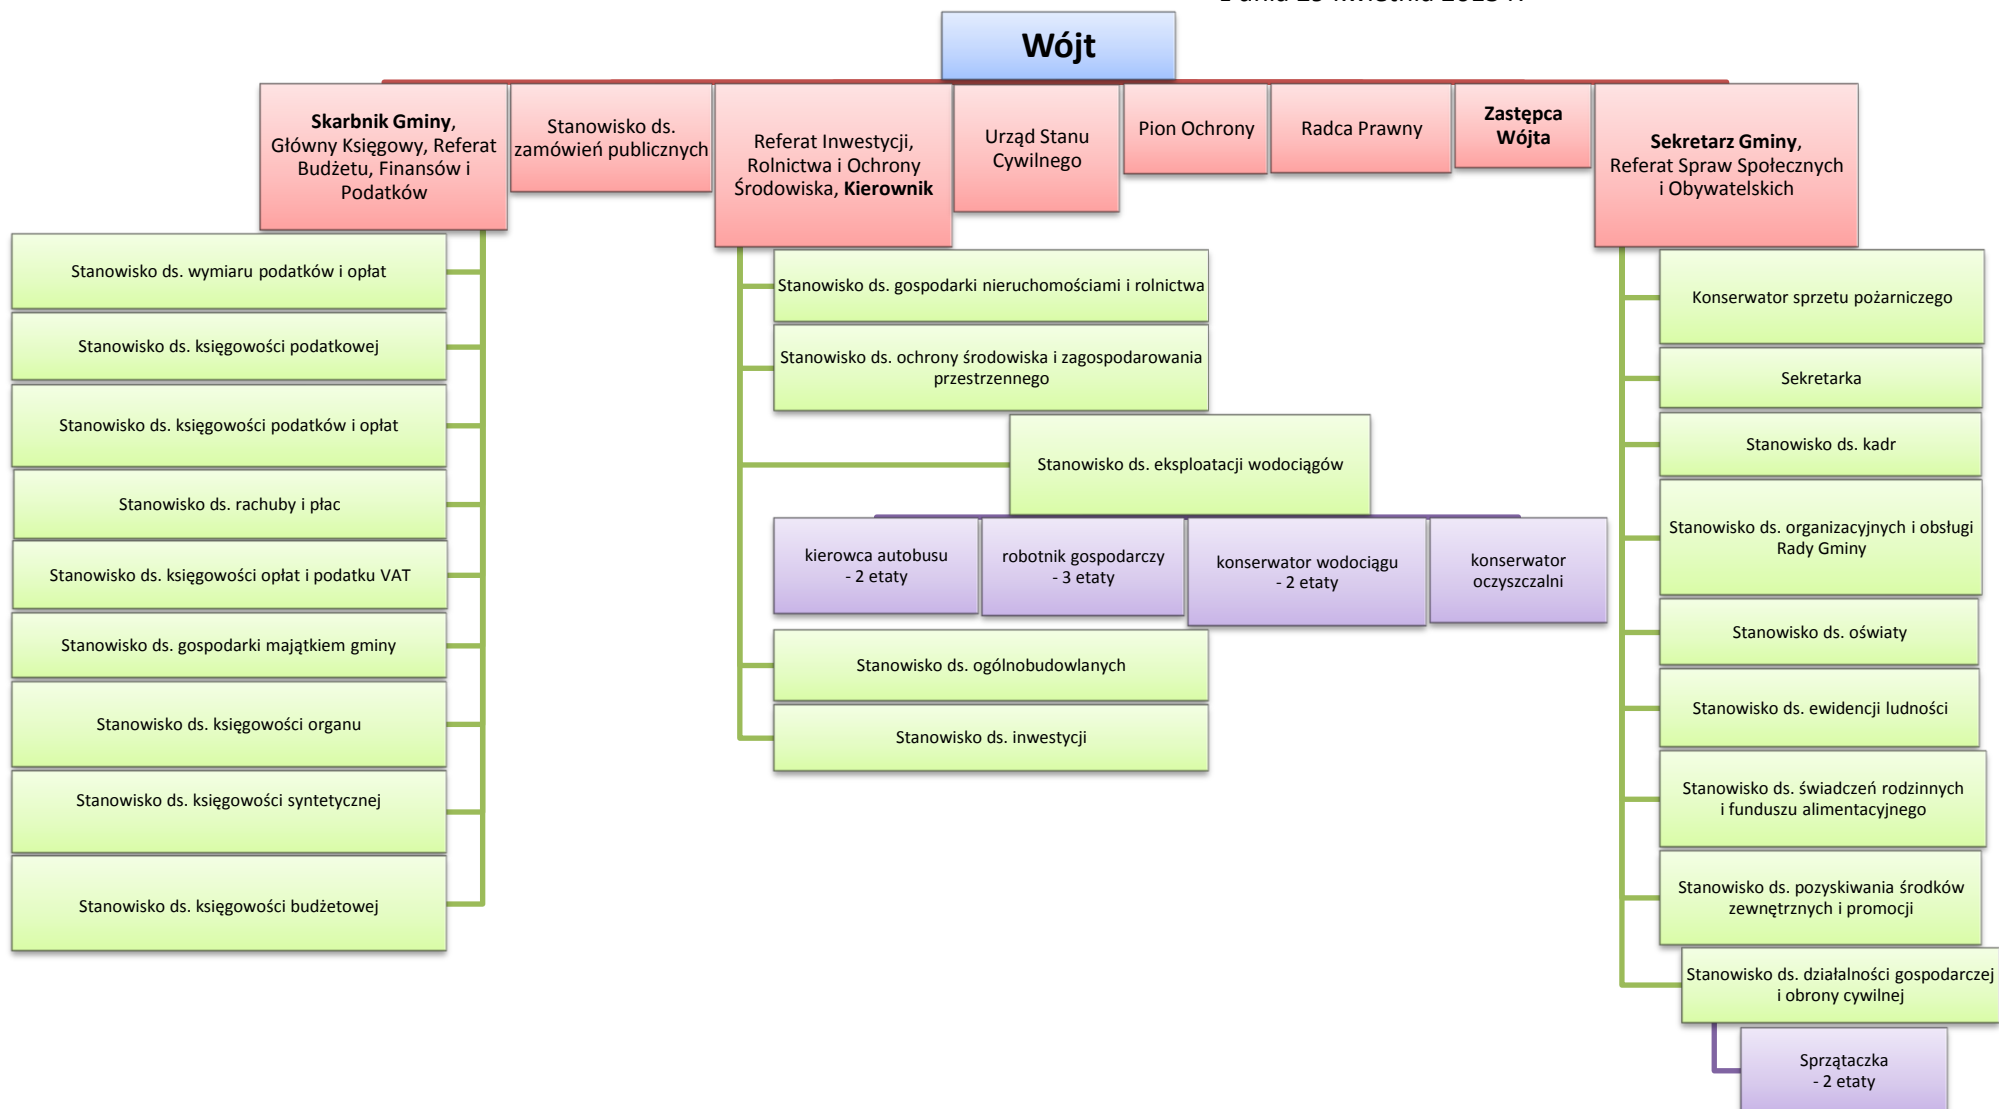 Wójt
Skarbnik Gminy,
Główny Księgowy, Referat
Budżetu, Finansów i
Podatków
Stanowisko ds.
zamówień publicznych
Referat Inwestycji,
Rolnictwa i Ochrony
Środowiska, Kierownik
Urząd Stanu
Cywilnego
Pion Ochrony
Radca Prawny
Zastępca
Wójta
Sekretarz Gminy,
Referat Spraw Społecznych
i Obywatelskich
Stanowisko ds. wymiaru podatków i opłat
Stanowisko ds. księgowości podatkowej
Stanowisko ds. księgowości podatków i opłat
Stanowisko ds. rachuby i płac
Stanowisko ds. księgowości opłat i podatku VAT
Stanowisko ds. gospodarki majątkiem gminy
Stanowisko ds. księgowości organu
Stanowisko ds. księgowości syntetycznej
Stanowisko ds. księgowości budżetowej
Stanowisko ds. gospodarki nieruchomościami i rolnictwa
Stanowisko ds. ochrony środowiska i zagospodarowania
przestrzennego
Stanowisko ds. eksploatacji wodociągów
kierowca autobusu
- 2 etaty
robotnik gospodarczy
- 3 etaty
konserwator wodociągu
- 2 etaty
konserwator
oczyszczalni
Stanowisko ds. ogólnobudowlanych
Stanowisko ds. inwestycji
Konserwator sprzetu pożarniczego
Sekretarka
Stanowisko ds. kadr
Stanowisko ds. organizacyjnych i obsługi
Rady Gminy
Stanowisko ds. oświaty
Stanowisko ds. ewidencji ludności
Stanowisko ds. świadczeń rodzinnych
i funduszu alimentacyjnego
Stanowisko ds. pozyskiwania środków
zewnętrznych i promocji
Stanowisko ds. działalności gospodarczej
i obrony cywilnej
Sprzątaczka
- 2 etaty